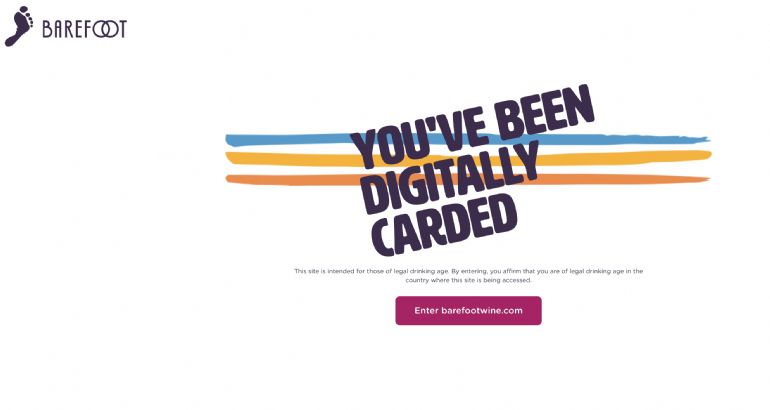 BAREFOOT
YOU'VE BEEN
DIGITALLY
CARDED
This site is intended for those of legal drinking age. By entering, you affirm that you are of legal drinking age in the
country where this site is being accessed.
Enter barefootwine.com